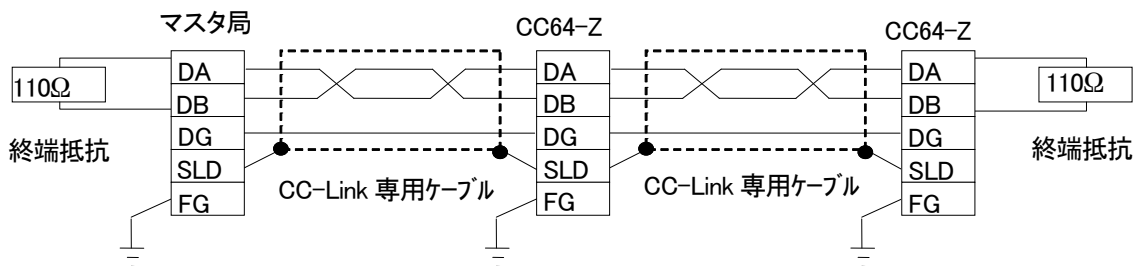 マスタ局
CC64-Z
CC64-Z
110Ω
終端抵抗
DA
DB
DG
SLD
FG
CC-Link 専用ケーブル
DA
DB
DG
SLD
FG
CC-Link 専用ケーブル
DA
DB
DG
SLD
FG
110Ω
終端抵抗